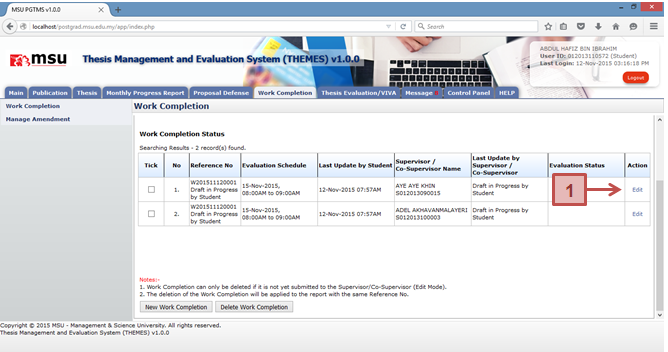 MSU PGTMS v1.0.0
localhost/postgrad.msu.edu.my/app/index.php
Search
msu
Thesis Management and Evaluation System (THEMES) v1.0.0
ABDUL HAFIZ BIN IBRAHIM
User ID: 012013110572 (Student)
Last Login: 12-Nov-2015 03:16:18 PM
Logout
Main Publication Thesis Monthly Progress Report Proposal Defense Work Completion Thesis Evaluation/VIVA Message Control Panel HELP
Work Completion
Manage Amendment
Work Completion
Work Completion Status
Searching Results - 2 record(s) found.
Tick No Reference No Evaluation Schedule Last Update by Student Supervisor / Co-Supervisor Name Last Update by Supervisor / Co-Supervisor Evaluation Status Action
1. W201511120001 Draft in Progress by Student 15-Nov-2015, 08:00AM to 09:00AM 12-Nov-2015 07:57AM AYE AYE KHIN S012013090015 Draft in Progress by Student Edit
1
2. W201511120001 Draft in Progress by Student 15-Nov-2015, 08:00AM to 09:00AM 12-Nov-2015 07:57AM ADEL AKHAVANMALAYERI S012013100003 Draft in Progress by Student Edit
Notes:-
1. Work Completion can only be deleted if it is not yet submitted to the Supervisor/Co-Supervisor (Edit Mode).
2. The deletion of the Work Completion will be applied to the report with the same Reference No.
New Work Completion Delete Work Completion
Copyright © 2015 MSU - Management & Science University. All rights reserved.
Thesis Management and Evaluation System (THEMES) v1.0.0